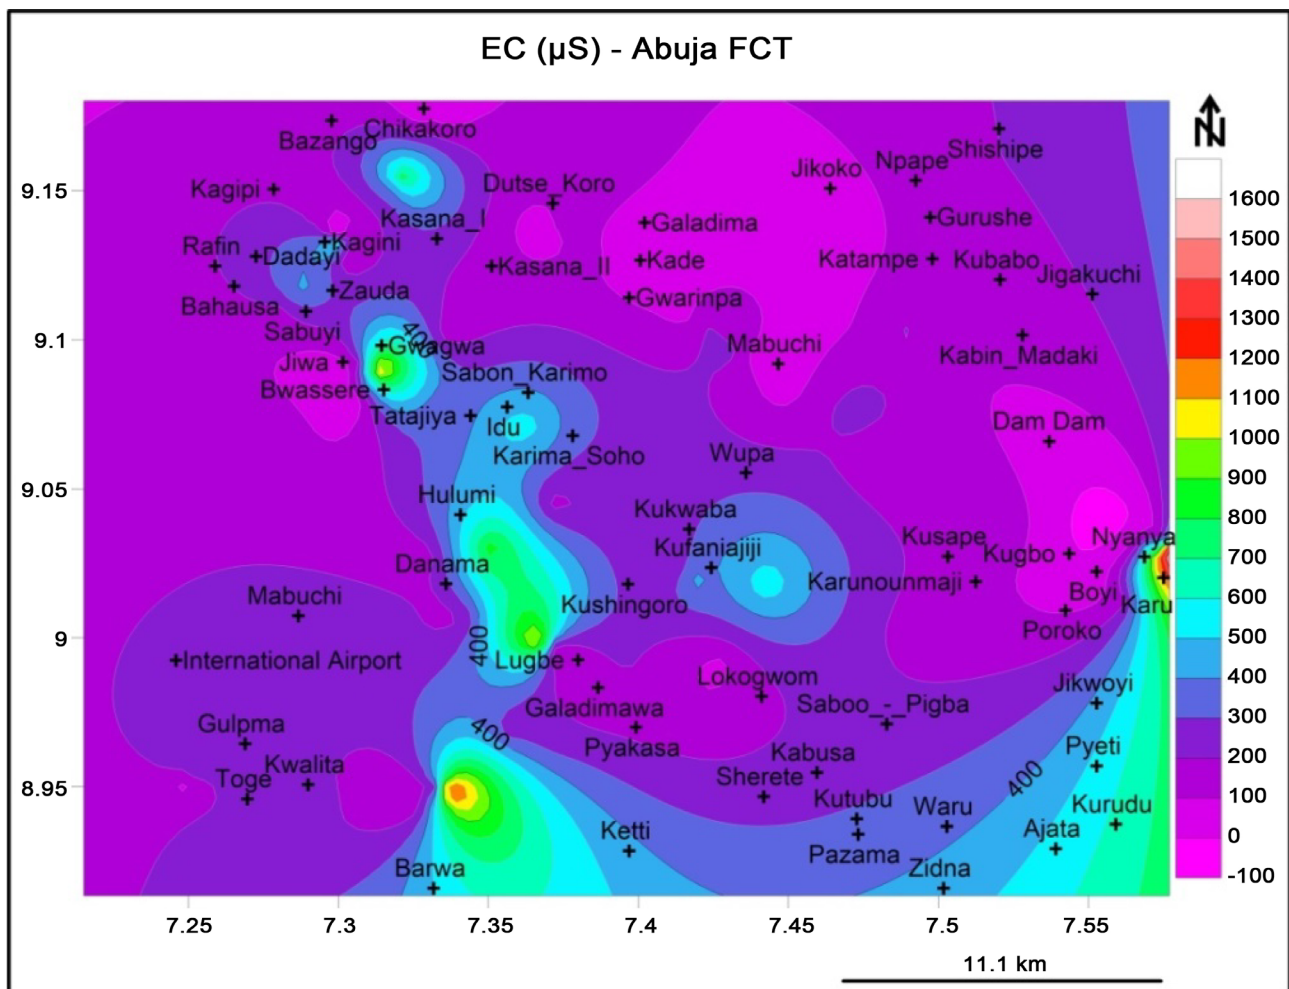 EC (µS) - Abuja FCT
N
Bazango
Chikakoro
Shishipe
Kagipi
Dutse_Koro
Jikoko
Npape
Kasana_I
Galadima
Gurushe
Rafin
Kagini
Dadayi
Kade
Katampe
Kubabo
Kasana_II
Jigakuchi
Bahausa
Zauda
Gwarinpa
Sabuyi
400
Gwagwa
Mabuchi
Kabin_Madaki
Jiwa
Sabon_Karimo
Bwassere
Tatajiya
Idu
Dam Dam
Karima_Soho
Wupa
Hulumi
Kukwaba
Kusape
Nyanya
Kufaniajiji
Kugbo
Danama
Karunounmaji
Mabuchi
Kushingoro
Boyi
Karu
Poroko
400
International Airport
Lugbe
Lokogwom
Jikwoyi
Galadimawa
Saboo_-_Pigba
Gulpma
400
Pyakasa
Pyeti
Kwalita
Kabusa
Toge
Sherete
400
Kutubu
Waru
Kurudu
Ketti
Ajata
Pazama
Barwa
Zidna
9.15
9.1
9.05
9
8.95
7.25
7.3
7.35
7.4
7.45
7.5
7.55
1600
1500
1400
1300
1200
1100
1000
900
800
700
600
500
400
300
200
100
0
-100
11.1 km